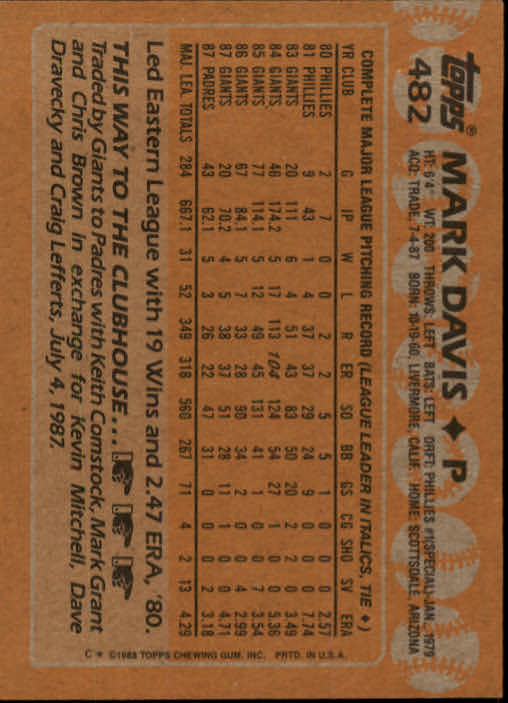 topps® MARK DAVIS ♦ P
482 HT: 6'4" WT: 200 THROWS: LEFT BATS: LEFT DRFT: PHILLIES #1(SPECIAL)-JAN., 1979
ACQ: TRADE, 7-4-87 BORN: 10-19-60, LIVERMORE, CALIF. HOME: SCOTTSDALE, ARIZONA
COMPLETE MAJOR LEAGUE PITCHING RECORD (LEAGUE LEADER IN ITALICS, TIE ♦)
YR CLUB G IP W L R ER SO BB GS CG SHO SV ERA
80 PHILLIES 2 7 0 0 2 2 5 5 1 0 0 0 2.57
81 PHILLIES 9 43 1 4 37 37 29 24 9 0 0 0 7.74
83 GIANTS 20 111 6 4 51 43 83 50 20 2 2 0 3.49
84 GIANTS 46 174.2 5 17 113 104 124 54 27 1 0 0 5.36
85 GIANTS 77 114.1 5 12 49 45 131 41 1 0 0 7 3.54
86 GIANTS 67 84.1 5 7 33 28 90 34 2 0 0 4 2.99
87 GIANTS 20 70.2 4 5 38 37 51 28 11 1 0 0 4.71
87 PADRES 43 62.1 5 3 26 22 47 31 0 0 0 2 3.18
MAJ. LEA. TOTALS 284 667.1 31 52 349 318 560 267 71 4 2 13 4.29
Led Eastern League with 19 Wins and 2.47 ERA, '80.
THIS WAY TO THE CLUBHOUSE . . .
Traded by Giants to Padres with Keith Comstock, Mark Grant
and Chris Brown in exchange for Kevin Mitchell, Dave
Dravecky and Craig Lefferts, July 4, 1987.
C * ©1988 TOPPS CHEWING GUM, INC. PRTD. IN U.S.A.